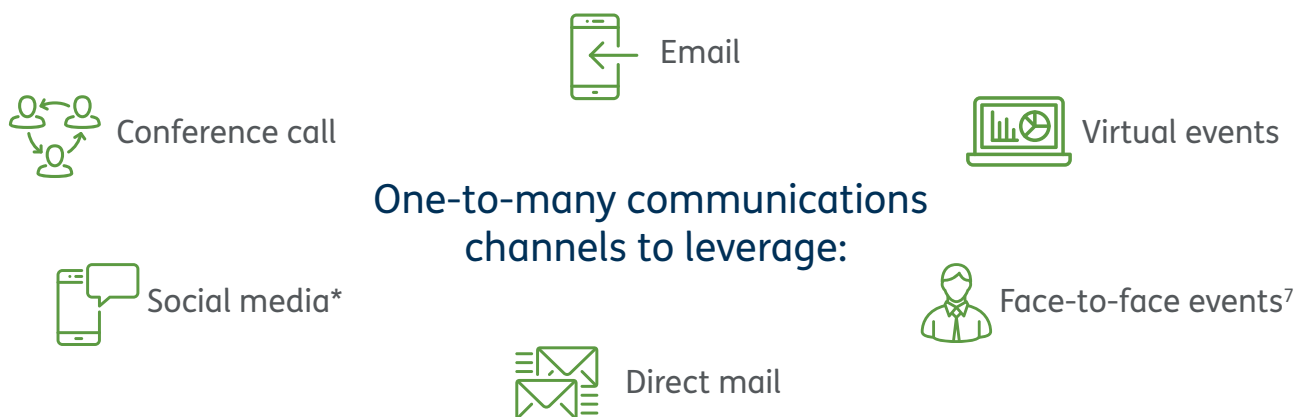 Email
Conference call
Virtual events
One-to-many communications
channels to leverage:
Social media*
Face-to-face events⁷
Direct mail